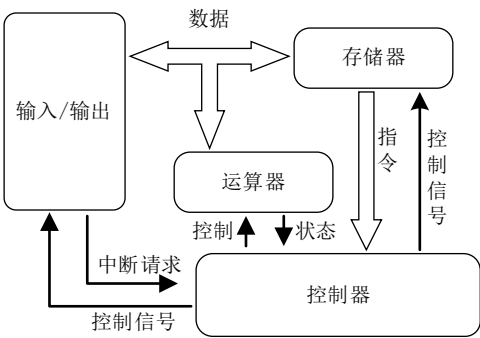 数据
存储器
输入/输出
指令
控制信号
运算器
控制
状态
中断请求
控制器
控制信号